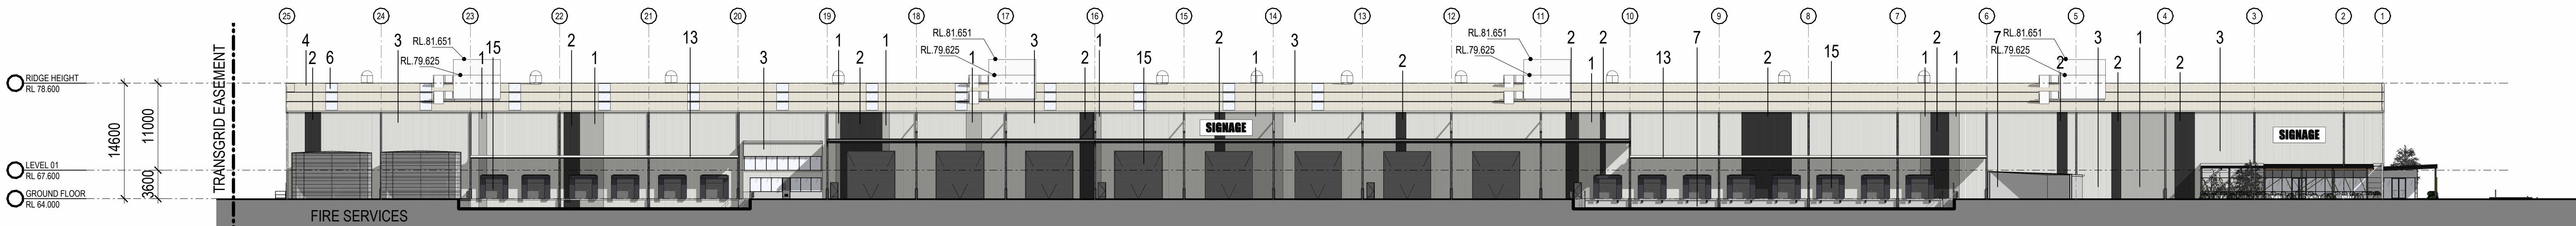 25 24 23 22 21 20 19 18 17 16 15 14 13 12 11 10 9 8 7 6 5 4 3 2 1
RL.81.651 RL.81.651 RL.81.651 RL.81.651
4 3 15 2 13 1 1 3 1 2 3 2 2 7 2 15 2 7 3 1 3
2 6 RL.79.625 1 1 3 2 RL.79.625 1 2 15 1 2 RL.79.625 1 13 1 1 RL.79.625 2 2 2
RIDGE HEIGHT
RL 78.600
TRANSGRID EASEMENT
14600
11000
3600
SIGNAGE
SIGNAGE
LEVEL 01
RL 67.600
GROUND FLOOR
RL 64.000
FIRE SERVICES